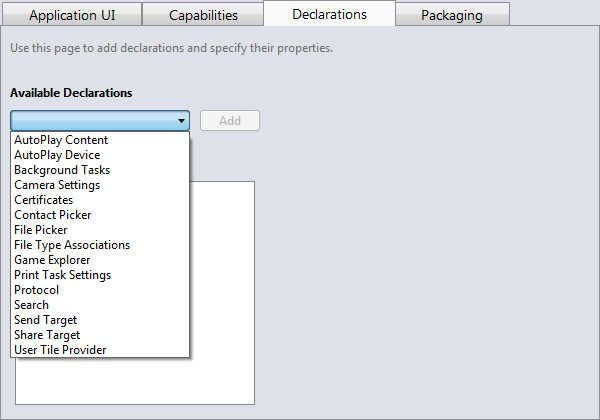 Application UI Capabilities Declarations Packaging
Use this page to add declarations and specify their properties.
Available Declarations
Add
AutoPlay Content
AutoPlay Device
Background Tasks
Camera Settings
Certificates
Contact Picker
File Picker
File Type Associations
Game Explorer
Print Task Settings
Protocol
Search
Send Target
Share Target
User Tile Provider